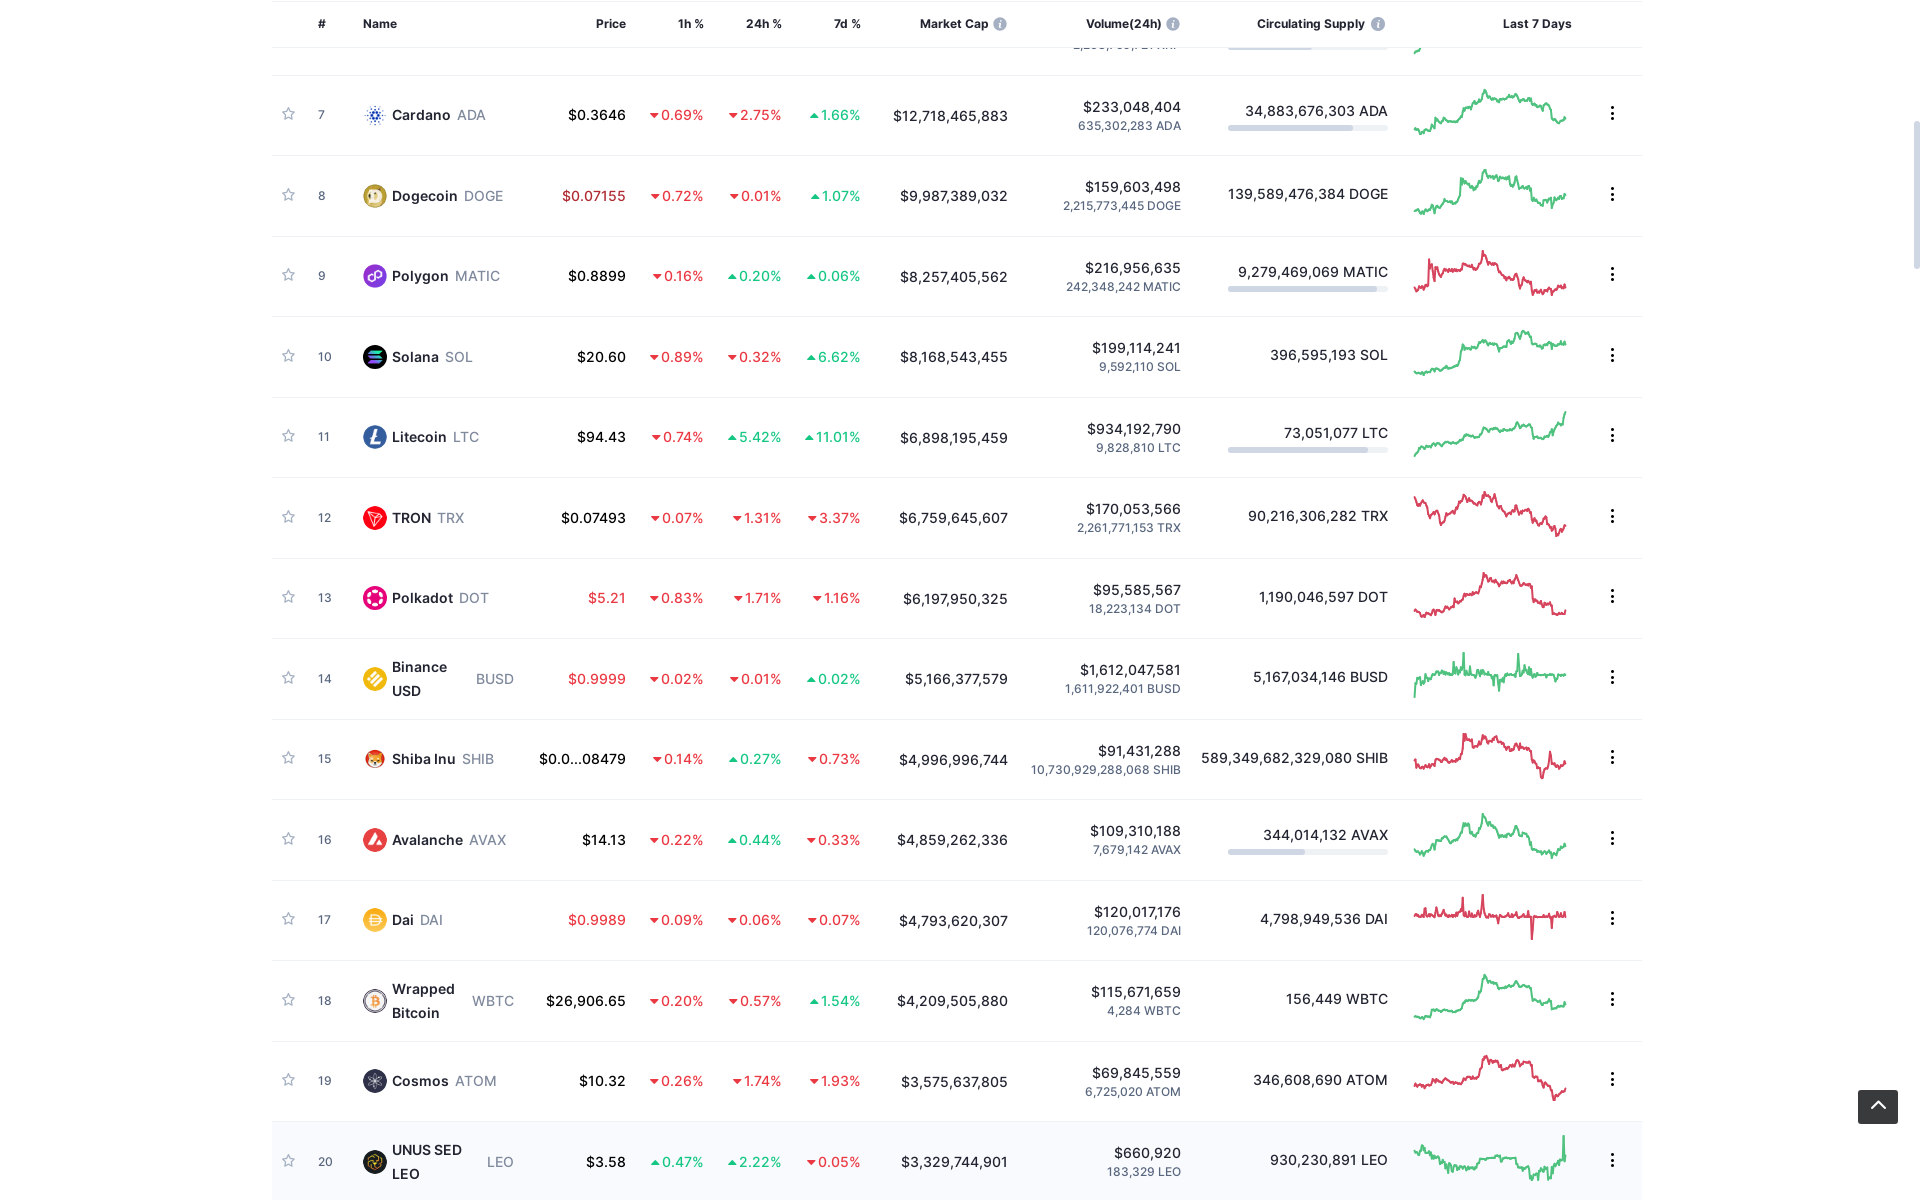 # Name Price 1h % 24h % 7d % Market Cap Volume(24h) Circulating Supply Last 7 Days
7 Cardano ADA $0.3646 0.69% 2.75% 1.66% $12,718,465,883 $233,048,404 34,883,676,303 ADA
635,302,283 ADA
8 Dogecoin DOGE $0.07155 0.72% 0.01% 1.07% $9,987,389,032 $159,603,498 139,589,476,384 DOGE
2,215,773,445 DOGE
9 Polygon MATIC $0.8899 0.16% 0.20% 0.06% $8,257,405,562 $216,956,635 9,279,469,069 MATIC
242,348,242 MATIC
10 Solana SOL $20.60 0.89% 0.32% 6.62% $8,168,543,455 $199,114,241 396,595,193 SOL
9,592,110 SOL
11 Litecoin LTC $94.43 0.74% 5.42% 11.01% $6,898,195,459 $934,192,790 73,051,077 LTC
9,828,810 LTC
12 TRON TRX $0.07493 0.07% 1.31% 3.37% $6,759,645,607 $170,053,566 90,216,306,282 TRX
2,261,771,153 TRX
13 Polkadot DOT $5.21 0.83% 1.71% 1.16% $6,197,950,325 $95,585,567 1,190,046,597 DOT
18,223,134 DOT
14 Binance USD BUSD $0.9999 0.02% 0.01% 0.02% $5,166,377,579 $1,612,047,581 5,167,034,146 BUSD
1,611,922,401 BUSD
15 Shiba Inu SHIB $0.0...08479 0.14% 0.27% 0.73% $4,996,996,744 $91,431,288 589,349,682,329,080 SHIB
10,730,929,288,068 SHIB
16 Avalanche AVAX $14.13 0.22% 0.44% 0.33% $4,859,262,336 $109,310,188 344,014,132 AVAX
7,679,142 AVAX
17 Dai DAI $0.9989 0.09% 0.06% 0.07% $4,793,620,307 $120,017,176 4,798,949,536 DAI
120,076,774 DAI
18 Wrapped Bitcoin WBTC $26,906.65 0.20% 0.57% 1.54% $4,209,505,880 $115,671,659 156,449 WBTC
4,284 WBTC
19 Cosmos ATOM $10.32 0.26% 1.74% 1.93% $3,575,637,805 $69,845,559 346,608,690 ATOM
6,725,020 ATOM
20 UNUS SED LEO LEO $3.58 0.47% 2.22% 0.05% $3,329,744,901 $660,920 930,230,891 LEO
183,329 LEO